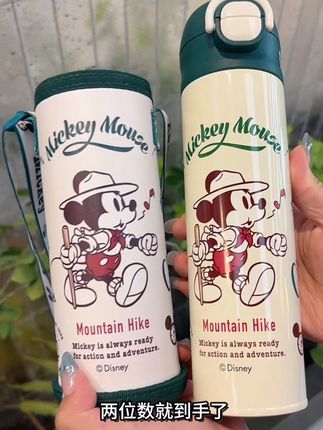 Mickey Mouse
Mountain Hike
Mickey is always ready
for action and adventure.
©Disney
Mickey Mouse
Mountain Hike
Mickey is always ready
for action and adventure.
©Disney
两位数就到手了